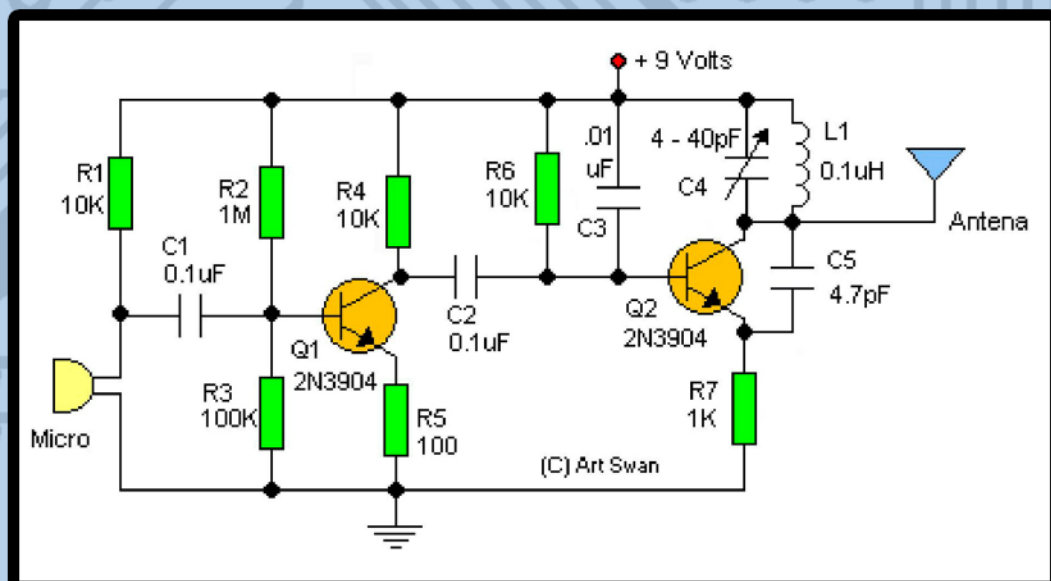 + 9 Volts
R1
10K
R2
1M
R4
10K
R6
10K
.01
uF
C3
4 - 40pF
C4
L1
0.1uH
Antena
C1
0.1uF
C2
0.1uF
Q1
2N3904
Q2
2N3904
C5
4.7pF
R3
100K
R5
100
R7
1K
Micro
(C) Art Swan